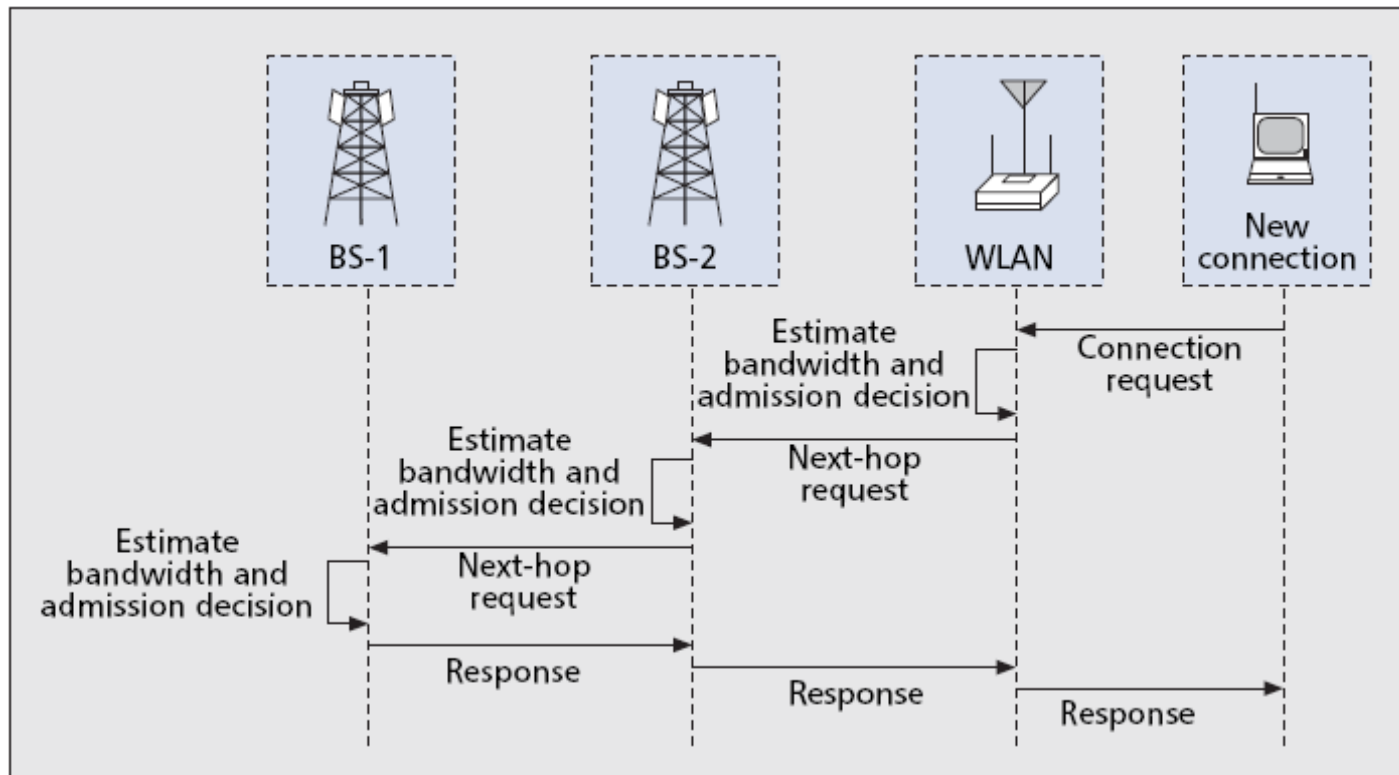 BS-1
BS-2
WLAN
New
connection
Connection
request
Estimate
bandwidth and
admission decision
Next-hop
request
Estimate
bandwidth and
admission decision
Next-hop
request
Estimate
bandwidth and
admission decision
Response
Response
Response